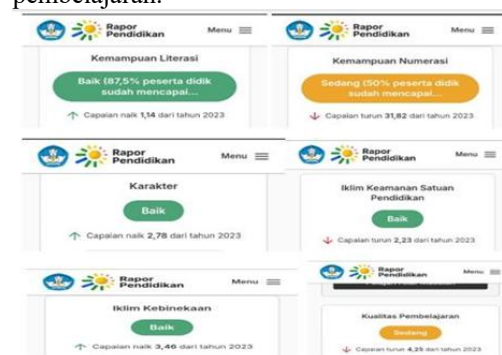 pembelajaran.
Rapor
Pendidikan
Menu
Kemampuan Literasi
Baik (87,5% peserta didik
sudah mencapai...
Capaian naik 1,14 dari tahun 2023
Rapor
Pendidikan
Menu
Kemampuan Numerasi
Sedang (50% peserta didik
sudah mencapai...
Capaian turun 31,82 dari tahun 2023
Rapor
Pendidikan
Menu
Karakter
Baik
Capaian naik 2,78 dari tahun 2023
Rapor
Pendidikan
Menu
Iklim Keamanan Satuan
Pendidikan
Baik
Capaian turun 2,23 dari tahun 2023
Rapor
Pendidikan
Menu
Iklim Kebinekaan
Baik
Capaian naik 3,46 dari tahun 2023
Rapor
Pendidikan
Menu
Kualitas Pembelajaran
Sedang
Capaian turun 4,25 dari tahun 2023